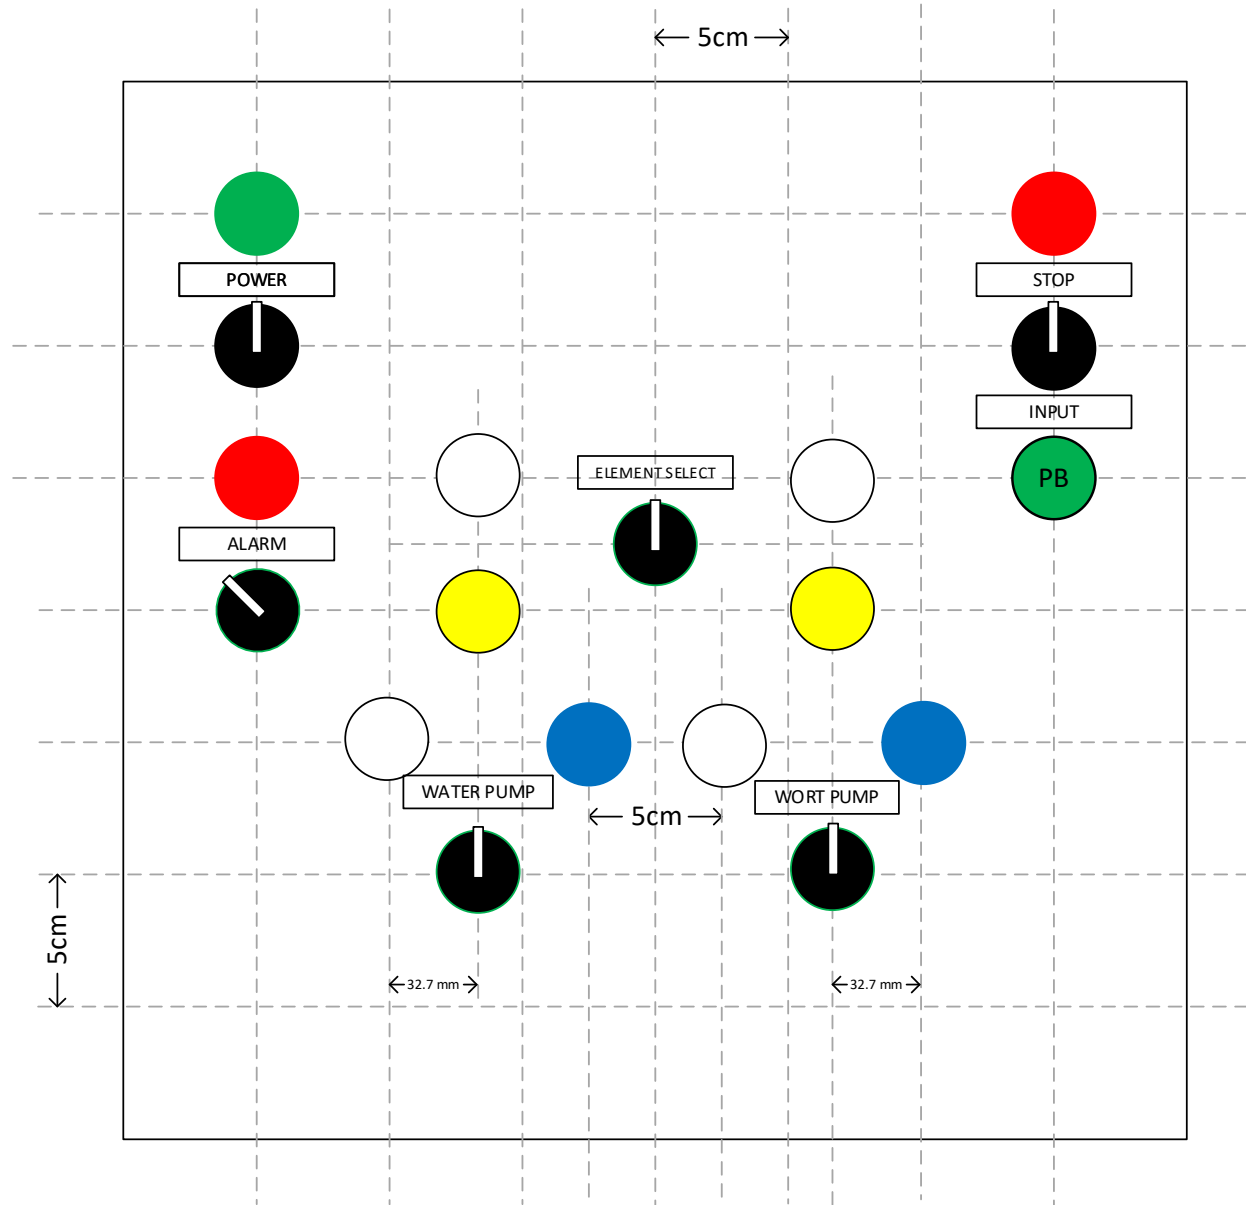 5cm
POWER
STOP
INPUT
ELEMENT SELECT
PB
ALARM
WATER PUMP
WORT PUMP
5cm
5cm
32.7 mm
32.7 mm